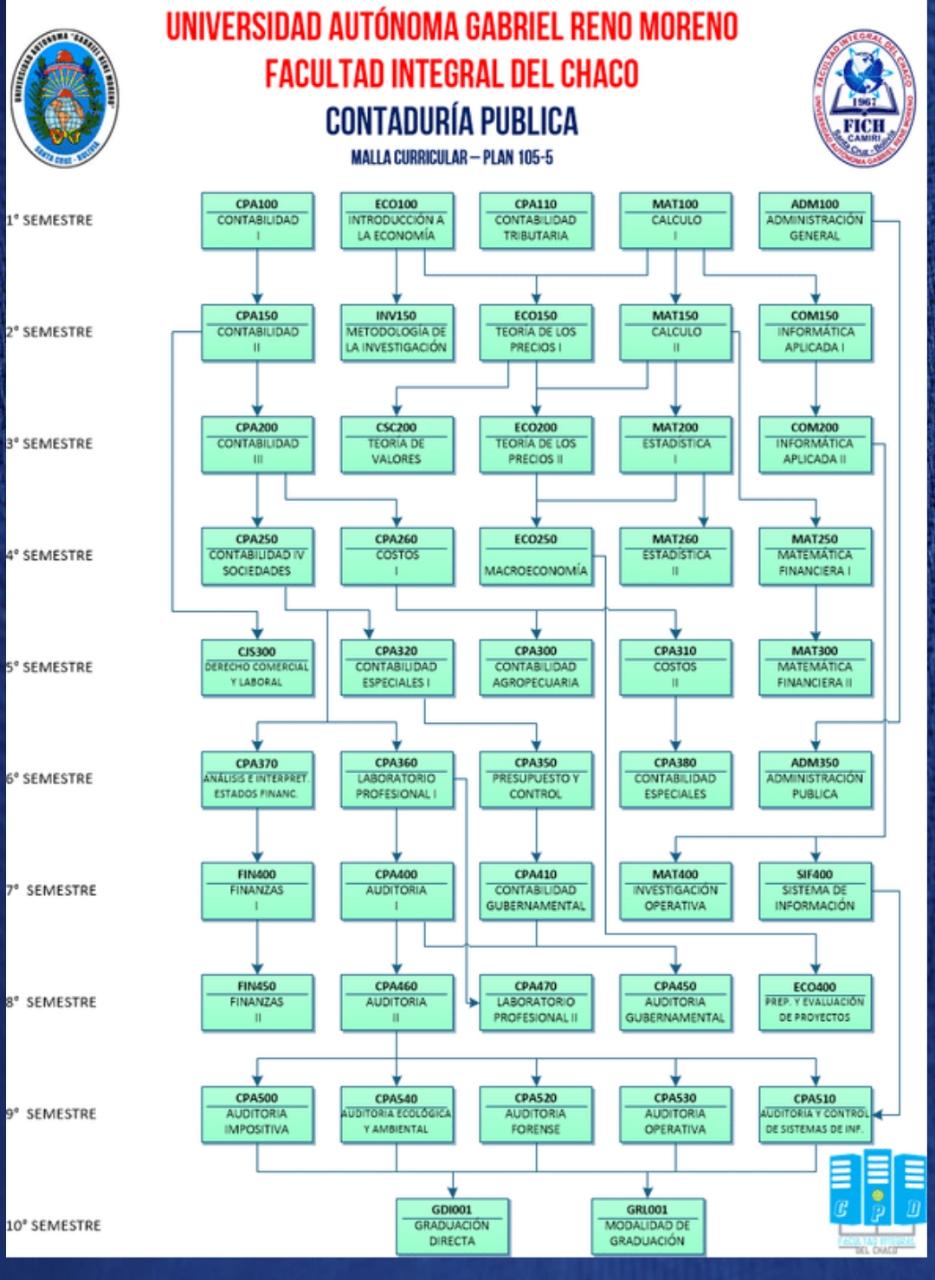 UNIVERSIDAD AUTÓNOMA GABRIEL RENO MORENO
FACULTAD INTEGRAL DEL CHACO
CONTADURÍA PUBLICA
MALLA CURRICULAR – PLAN 105-5
UNIVERSIDAD AUTONOMA "GABRIEL RENE MORENO"
SANTA CRUZ - BOLIVIA
FACULTAD INTEGRAL DEL CHACO
UNIVERSIDAD AUTONOMA GABRIEL RENE MORENO
1967
FICH
CAMIRI
Santa Cruz - Bolivia
1° SEMESTRE
CPA100
CONTABILIDAD
I
ECO100
INTRODUCCIÓN A
LA ECONOMÍA
CPA110
CONTABILIDAD
TRIBUTARIA
MAT100
CALCULO
I
ADM100
ADMINISTRACIÓN
GENERAL
2° SEMESTRE
CPA150
CONTABILIDAD
II
INV150
METODOLOGÍA DE
LA INVESTIGACIÓN
ECO150
TEORÍA DE LOS
PRECIOS I
MAT150
CALCULO
II
COM150
INFORMÁTICA
APLICADA I
3° SEMESTRE
CPA200
CONTABILIDAD
III
CSC200
TEORÍA DE
VALORES
ECO200
TEORÍA DE LOS
PRECIOS II
MAT200
ESTADÍSTICA
I
COM200
INFORMÁTICA
APLICADA II
4° SEMESTRE
CPA250
CONTABILIDAD IV
SOCIEDADES
CPA260
COSTOS
I
ECO250
MACROECONOMÍA
MAT260
ESTADÍSTICA
II
MAT250
MATEMÁTICA
FINANCIERA I
5° SEMESTRE
CJS300
DERECHO COMERCIAL
Y LABORAL
CPA320
CONTABILIDAD
ESPECIALES I
CPA300
CONTABILIDAD
AGROPECUARIA
CPA310
COSTOS
II
MAT300
MATEMÁTICA
FINANCIERA II
6° SEMESTRE
CPA370
ANÁLISIS E INTERPRET.
ESTADOS FINANC.
CPA360
LABORATORIO
PROFESIONAL I
CPA350
PRESUPUESTO Y
CONTROL
CPA380
CONTABILIDAD
ESPECIALES
ADM350
ADMINISTRACIÓN
PUBLICA
7° SEMESTRE
FIN400
FINANZAS
I
CPA400
AUDITORIA
I
CPA410
CONTABILIDAD
GUBERNAMENTAL
MAT400
INVESTIGACIÓN
OPERATIVA
SIF400
SISTEMA DE
INFORMACIÓN
8° SEMESTRE
FIN450
FINANZAS
II
CPA460
AUDITORIA
II
CPA470
LABORATORIO
PROFESIONAL II
CPA450
AUDITORIA
GUBERNAMENTAL
ECO400
PREP. Y EVALUACIÓN
DE PROYECTOS
9° SEMESTRE
CPA500
AUDITORIA
IMPOSITIVA
CPA540
AUDITORIA ECOLÓGICA
Y AMBIENTAL
CPA520
AUDITORIA
FORENSE
CPA530
AUDITORIA
OPERATIVA
CPA510
AUDITORIA Y CONTROL
DE SISTEMAS DE INF.
10° SEMESTRE
GDI001
GRADUACIÓN
DIRECTA
GRL001
MODALIDAD DE
GRADUACIÓN
C P D
FACULTAD INTEGRAL
DEL CHACO